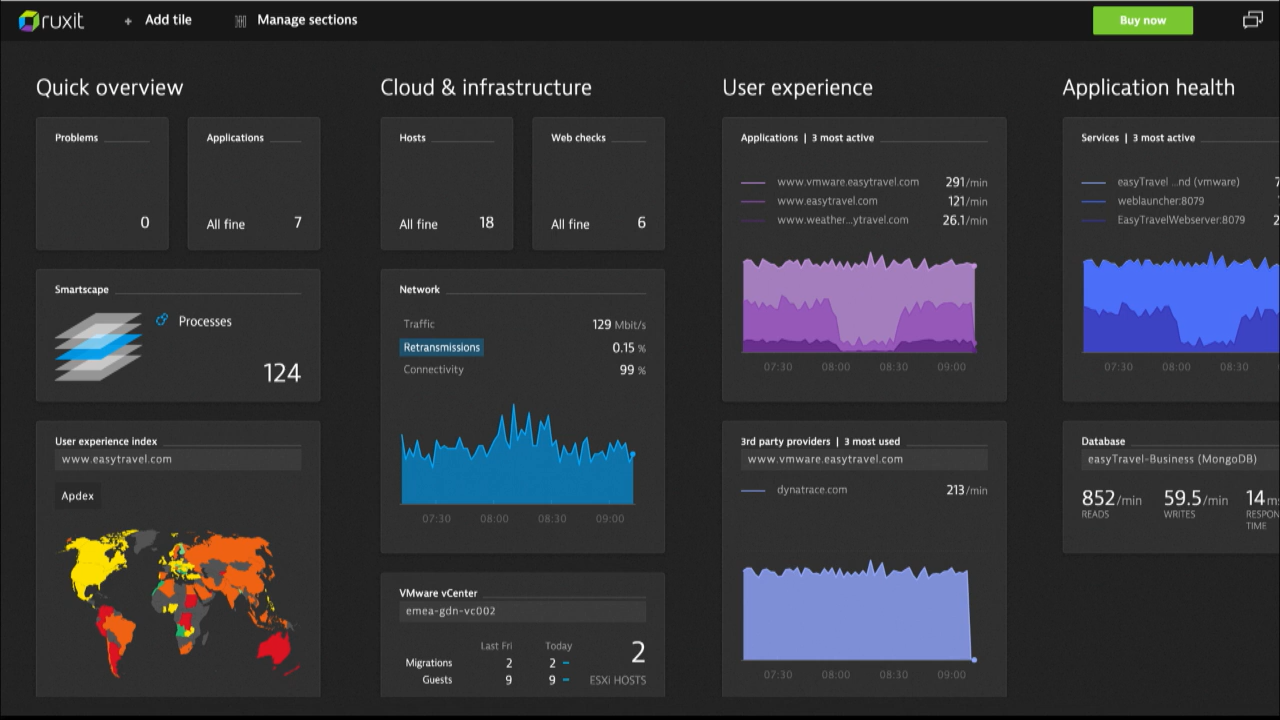 ruxit
+ Add tile
Manage sections
Buy now
Quick overview
Problems
0
Applications
All fine 7
Smartscape
Processes
124
User experience index
www.easytravel.com
Apdex
Cloud & infrastructure
Hosts
All fine 18
Web checks
All fine 6
Network
Traffic 129 Mbit/s
Retransmissions 0.15 %
Connectivity 99 %
07:30 08:00 08:30 09:00
VMware vCenter
emea-gdn-vc002
Last Fri Today
Migrations 2 2
Guests 9 9
2
ESXi HOSTS
User experience
Applications | 3 most active
www.vmware.easytravel.com 291/min
www.easytravel.com 121/min
www.weather...ytravel.com 26.1/min
07:30 08:00 08:30 09:00
3rd party providers | 3 most used
www.vmware.easytravel.com
dynatrace.com 213/min
07:30 08:00 08:30 09:00
Application health
Services | 3 most active
easyTravel ...nd (vmware)
weblauncher:8079
EasyTravelWebserver:8079
07:30 08:00 08:30
Database
easyTravel-Business (MongoDB)
852/min 59.5/min 14
READS WRITES
TIME